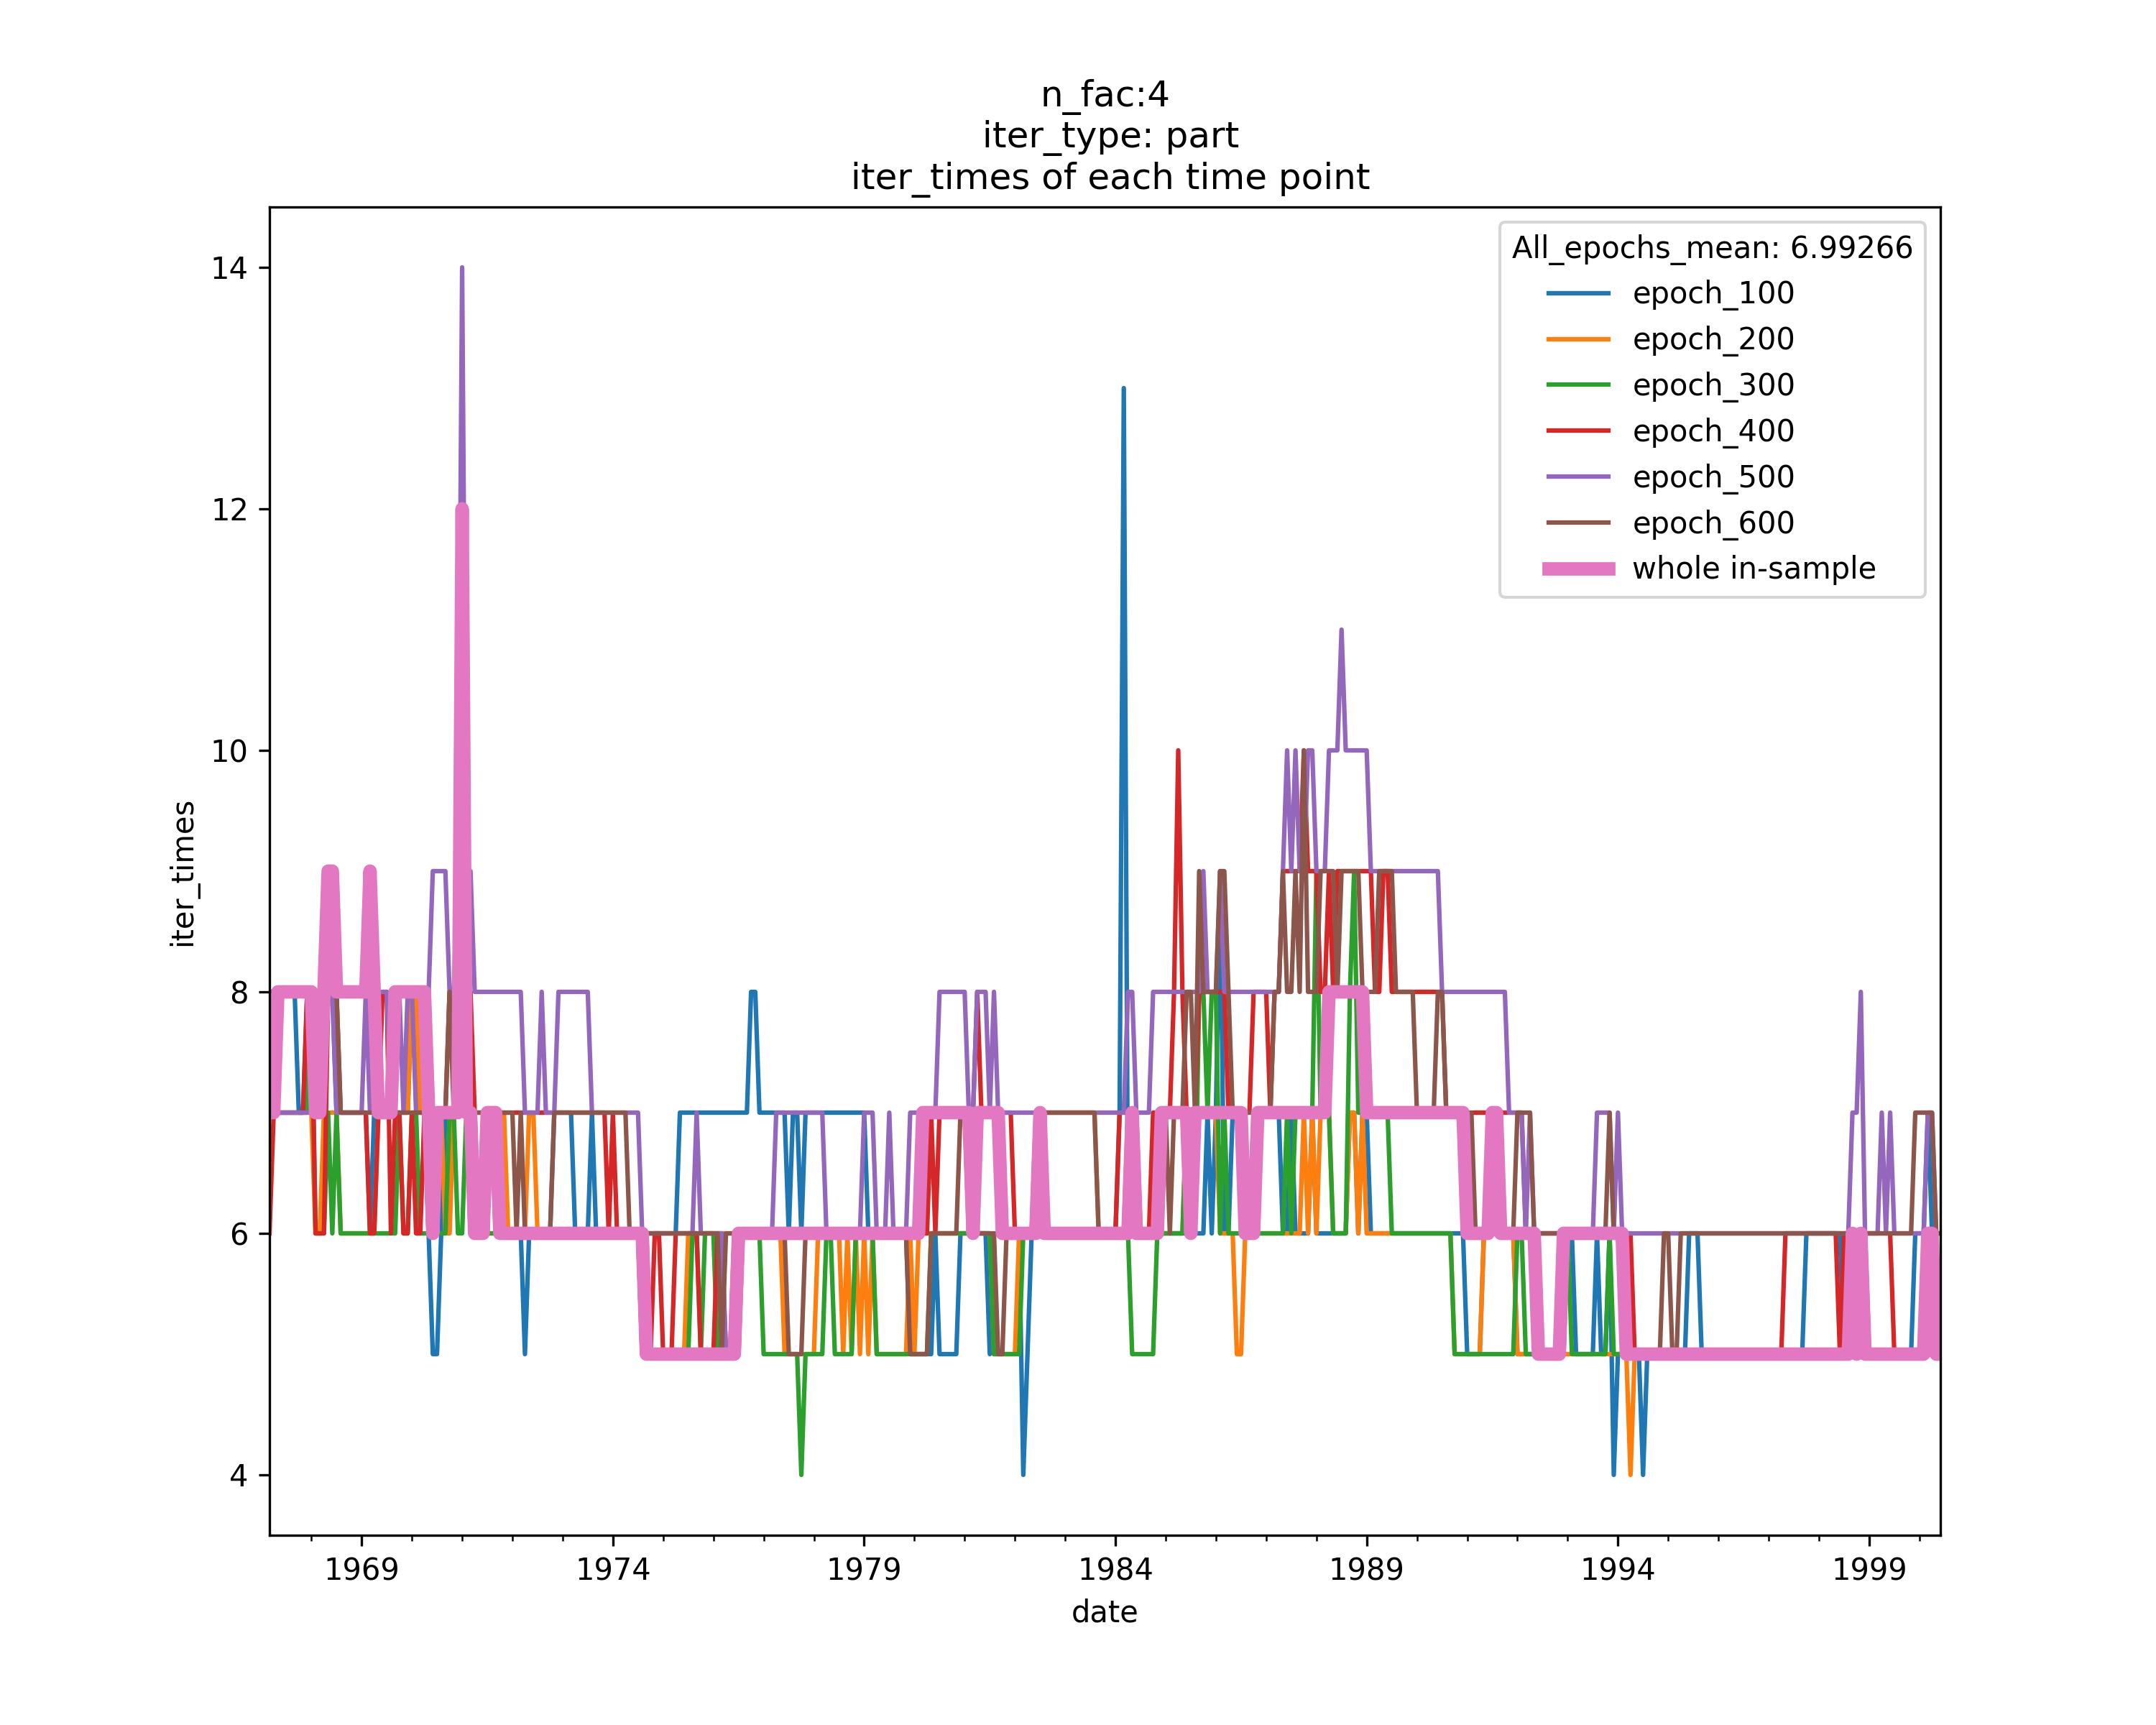 n_fac:4
iter_type: part
iter_times of each time point
All_epochs_mean: 6.99266
epoch_100
epoch_200
epoch_300
epoch_400
epoch_500
epoch_600
whole in-sample
14
12
10
8
6
4
iter_times
1969 1974 1979 1984 1989 1994 1999
date